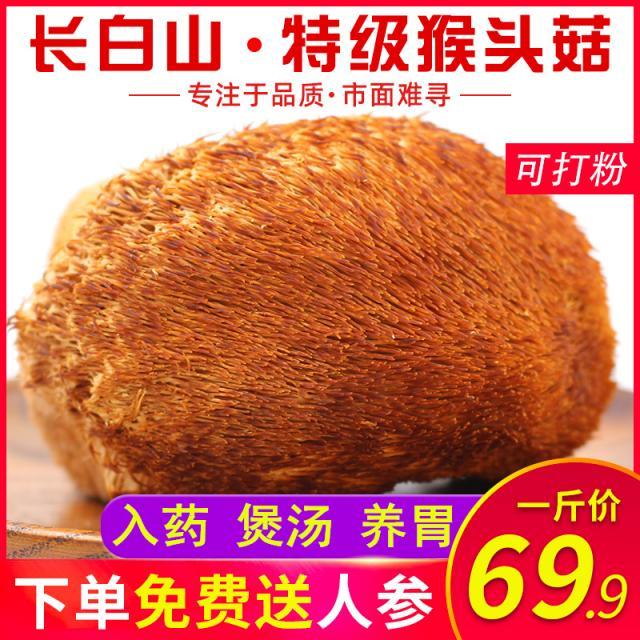 长白山·特级猴头菇
专注于品质·市面难寻
可打粉
入药 煲汤 养胃
一斤价
69.9
下单免费送人参